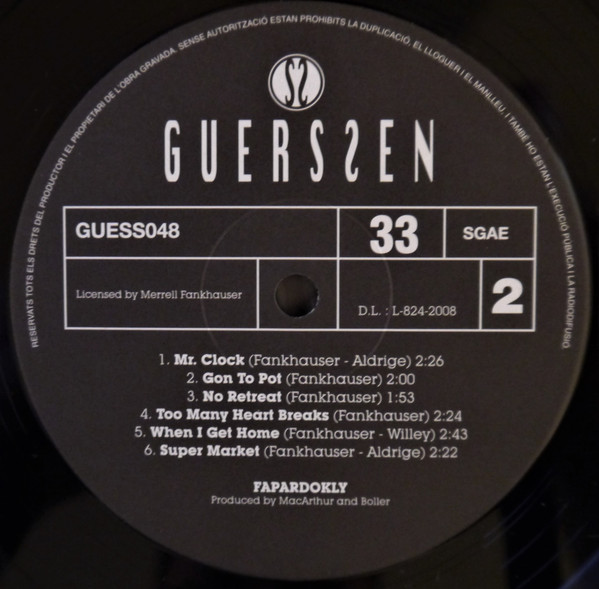 RESERVATS TOTS ELS DRETS DEL PRODUCTOR I EL PROPIETARI DE L'OBRA GRAVADA. SENSE AUTORITZACIÓ ESTAN PROHIBITS LA DUPLICACIÓ, EL LLOGUER I EL MANLLEU, I TAMBÉ HO ESTAN L'EXECUCIÓ PÚBLICA I LA RADIODIFUSIÓ.
GUERSSEN
GUESS048
33
SGAE
Licensed by Merrell Fankhauser
D.L. : L-824-2008
2
1. Mr. Clock (Fankhauser - Aldrige) 2:26
2. Gon To Pot (Fankhauser) 2:00
3. No Retreat (Fankhauser) 1:53
4. Too Many Heart Breaks (Fankhauser) 2:24
5. When I Get Home (Fankhauser - Willey) 2:43
6. Super Market (Fankhauser - Aldrige) 2:22
FAPARDOKLY
Produced by MacArthur and Boller